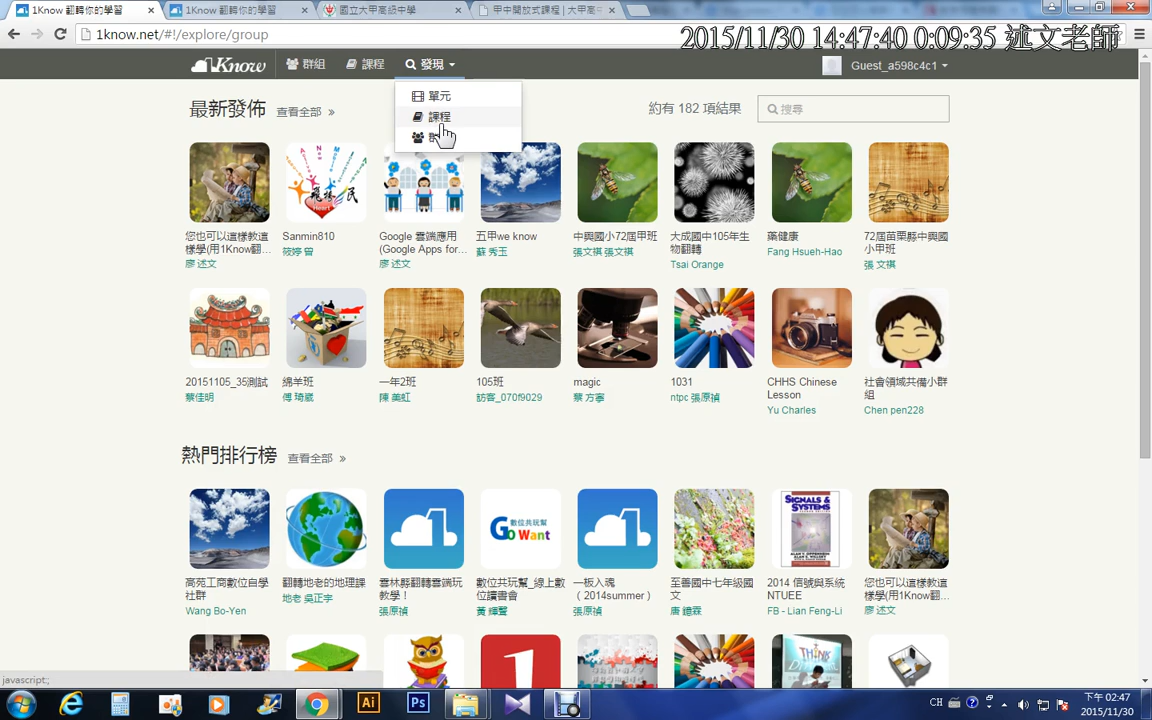 1Know 翻轉你的學習
1Know 翻轉你的學習
國立大甲高級中學
甲中開放式課程 | 大甲高
1know.net/#!/explore/group
2015/11/30 14:47:40 0:09:35 述文老師
1Know
群組
課程
發現
Guest_a598c4c1
單元
課程
最新發佈
查看全部 »
約有 182 項結果
搜尋
您也可以這樣教這樣學(用1Know翻...
廖 述文
Sanmin810
筱婷 曾
Google 雲端應用(Google Apps for...
廖 述文
五甲we know
蘇 秀玉
中興國小72屆甲班
張文祺 張文祺
大成國中105年生物翻轉
Tsai Orange
藥健康
Fang Hsueh-Hao
72屆苗栗縣中興國小甲班
張 文祺
20151105_35測試
蔡佳明
綿羊班
傅 琦崴
一年2班
陳 美虹
105班
訪客_070f9029
magic
蔡 方寧
1031
ntpc 張原禎
CHHS Chinese Lesson
Yu Charles
社會領域共備小群組
Chen pen228
熱門排行榜
查看全部 »
高苑工商數位自學社群
Wang Bo-Yen
翻轉地老的地理課
地老 吳正宇
雲林縣翻轉雲端玩教學！
張原禎
數位共玩幫
Go Want
數位共玩幫_線上數位讀書會
黃 輝聲
一板入魂（2014summer）
張原禎
至善國中七年級國文
唐 鐿霖
SIGNALS & SYSTEMS
2014 信號與系統 NTUEE
FB - Lian Feng-Li
您也可以這樣教這樣學(用1Know翻...
廖 述文
THINK
javascript:;
CH
下午 02:47
2015/11/30